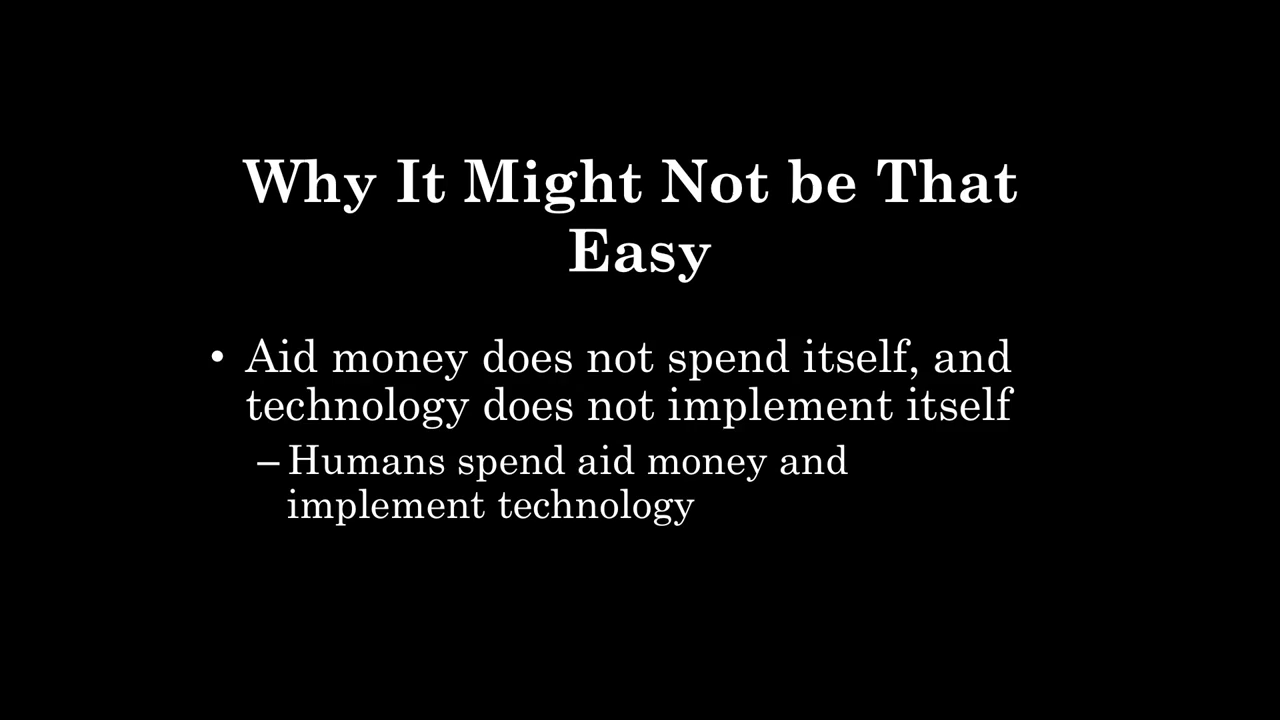 Why It Might Not be That
Easy
• Aid money does not spend itself, and
technology does not implement itself
– Humans spend aid money and
implement technology